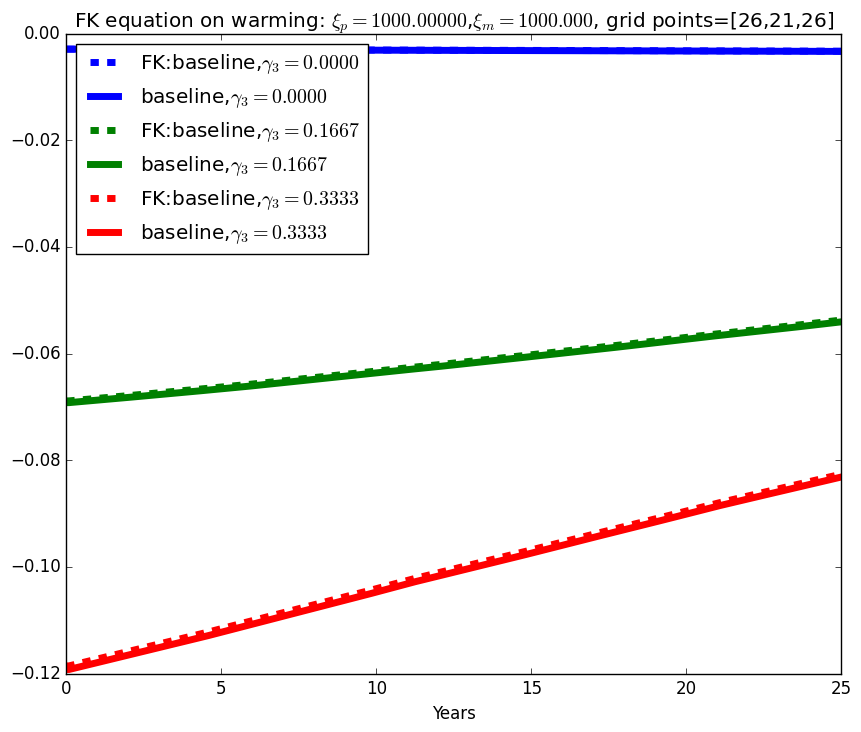 FK equation on warming: ξₚ = 1000.00000,ξₘ = 1000.000, grid points=[26,21,26]
0.00
−0.02
−0.04
−0.06
−0.08
−0.10
−0.12
FK:baseline,γ₃ = 0.0000
baseline,γ₃ = 0.0000
FK:baseline,γ₃ = 0.1667
baseline,γ₃ = 0.1667
FK:baseline,γ₃ = 0.3333
baseline,γ₃ = 0.3333
0 5 10 15 20 25
Years